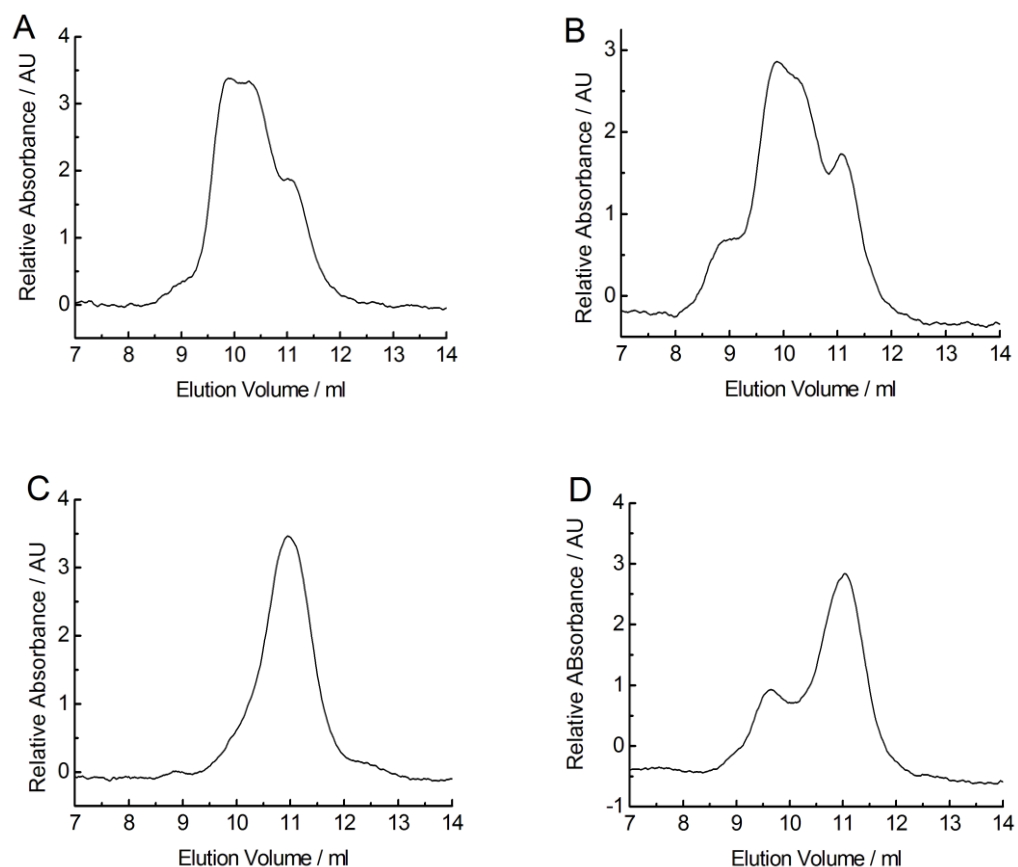 A
Relative Absorbance / AU
4
3
2
1
0
7 8 9 10 11 12 13 14
Elution Volume / ml
B
Relative Absorbance / AU
3
2
1
0
7 8 9 10 11 12 13 14
Elution Volume / ml
C
Relative Absorbance / AU
4
3
2
1
0
7 8 9 10 11 12 13 14
Elution Volume / ml
D
Relative ABsorbance / AU
4
3
2
1
0
-1
7 8 9 10 11 12 13 14
Elution Volume / ml